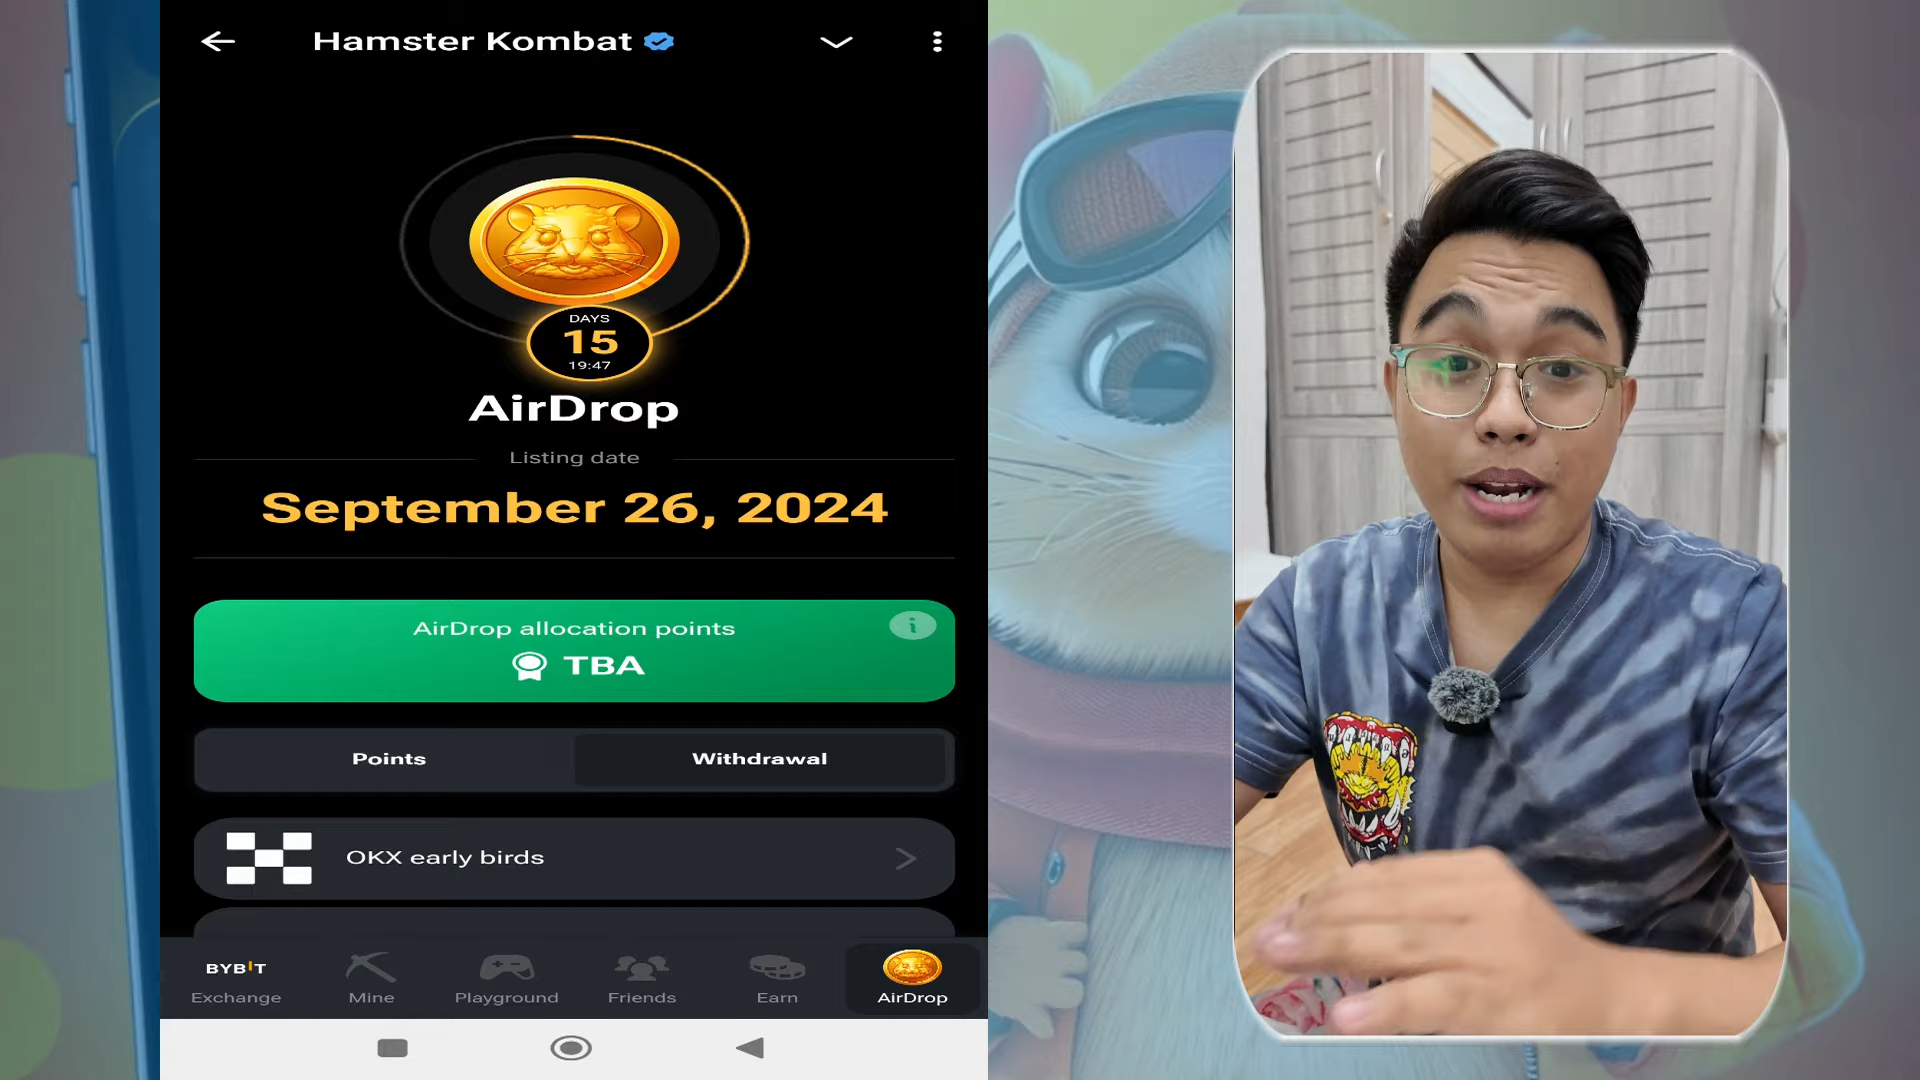 Hamster Kombat
DAYS
15
19:47
AirDrop
Listing date
September 26, 2024
AirDrop allocation points
i
TBA
Points
Withdrawal
OKX early birds
BYBIT
Exchange
Mine
Playground
Friends
Earn
AirDrop